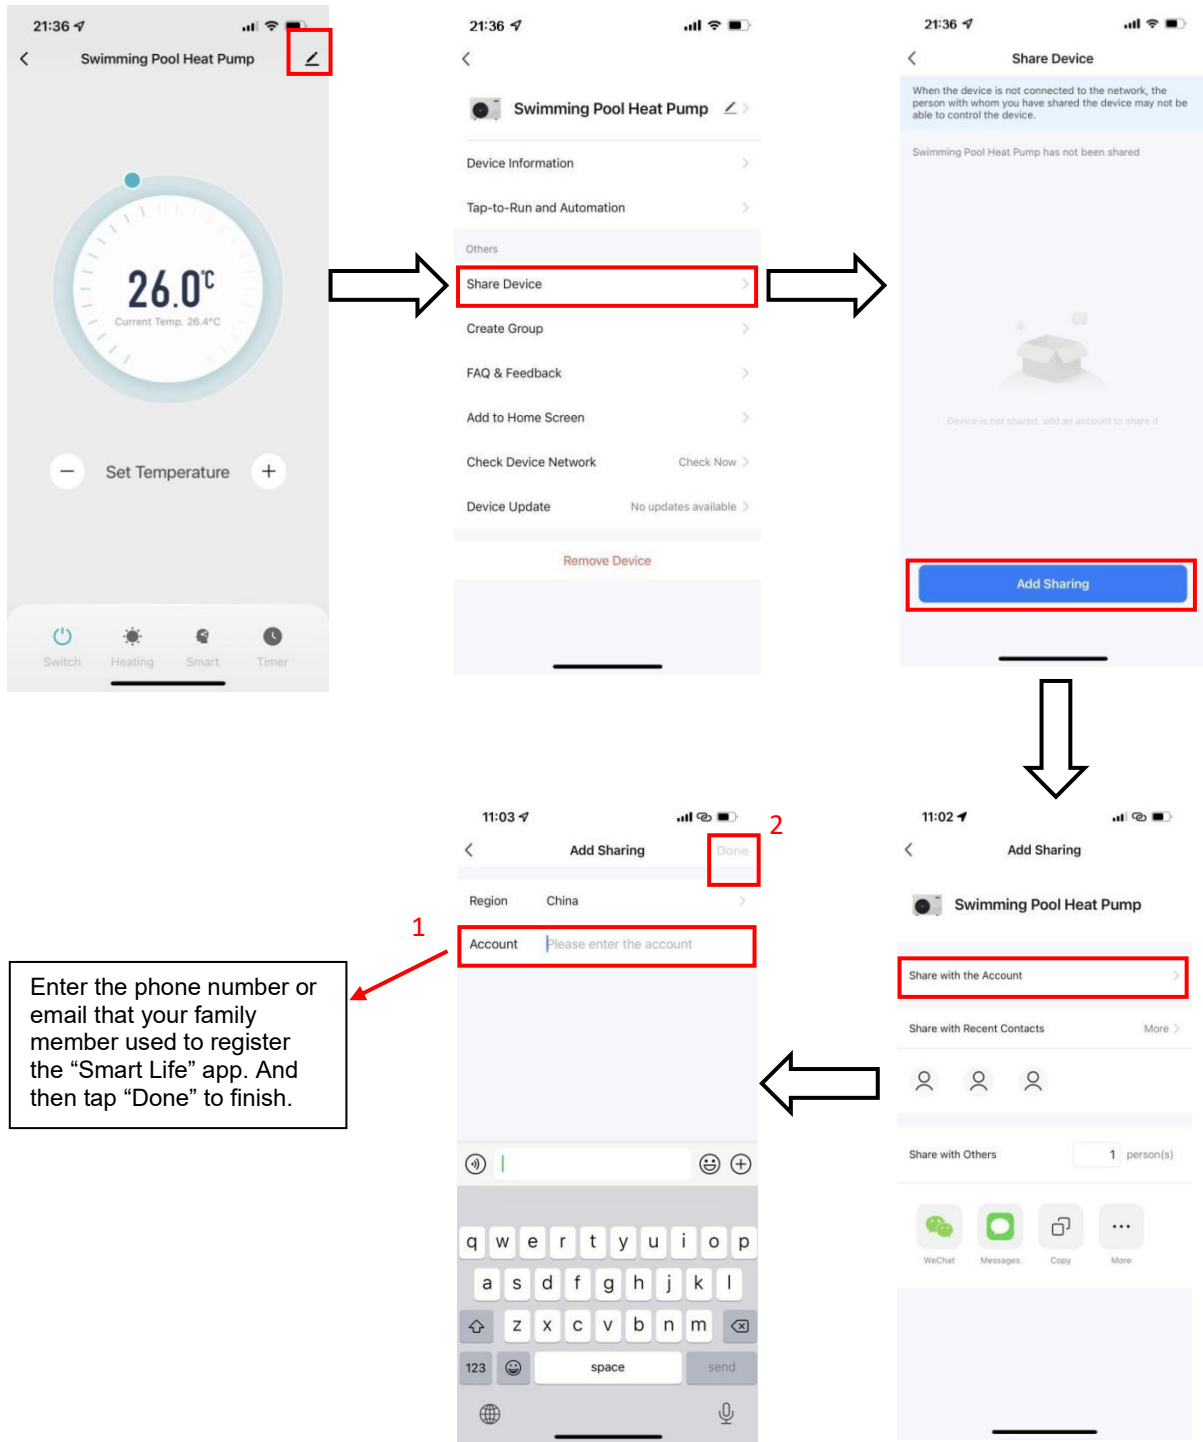 21:36
Swimming Pool Heat Pump
26.0°C
Current Temp. 26.4°C
Set Temperature
Switch
Heating
Smart
Timer
21:36
Swimming Pool Heat Pump
Device Information
Tap-to-Run and Automation
Others
Share Device
Create Group
FAQ & Feedback
Add to Home Screen
Check Device Network Check Now
Device Update No updates available
Remove Device
21:36
Share Device
When the device is not connected to the network, the
person with whom you have shared the device may not be
able to control the device.
Swimming Pool Heat Pump has not been shared
Device is not shared, add an account to share it
Add Sharing
11:02
Add Sharing
Swimming Pool Heat Pump
Share with the Account
Share with Recent Contacts More
Share with Others 1 person(s)
WeChat Messages Copy More
11:03
2
Add Sharing Done
Region China
1
Account Please enter the account
q w e r t y u i o p
a s d f g h j k l
z x c v b n m
123 space send
Enter the phone number or
email that your family
member used to register
the “Smart Life” app. And
then tap “Done” to finish.